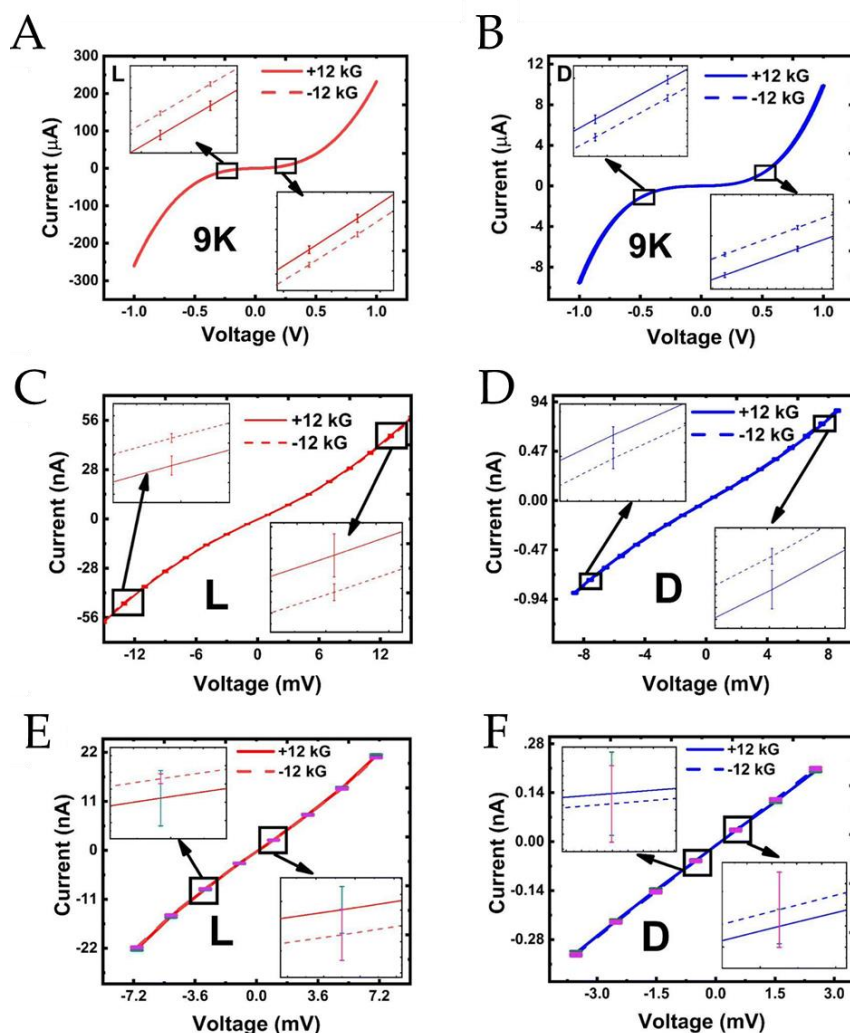 A
B
L
+12 kG
-12 kG
9K
300
200
100
0
-100
-200
-300
Current (μA)
-1.0
-0.5
0.0
0.5
1.0
Voltage (V)
D
+12 kG
-12 kG
9K
12
8
4
0
-4
-8
Current (μA)
-1.0
-0.5
0.0
0.5
1.0
Voltage (V)
C
D
+12 kG
-12 kG
L
56
28
0
-28
-56
Current (nA)
-12
-6
0
6
12
Voltage (mV)
+12 kG
-12 kG
D
0.94
0.47
0.00
-0.47
-0.94
Current (nA)
-8
-4
0
4
8
Voltage (mV)
E
F
+12 kG
-12 kG
L
22
11
0
-11
-22
Current (nA)
-7.2
-3.6
0.0
3.6
7.2
Voltage (mV)
+12 kG
-12 kG
D
0.28
0.14
0.00
-0.14
-0.28
Current (nA)
-3.0
-1.5
0.0
1.5
3.0
Voltage (mV)